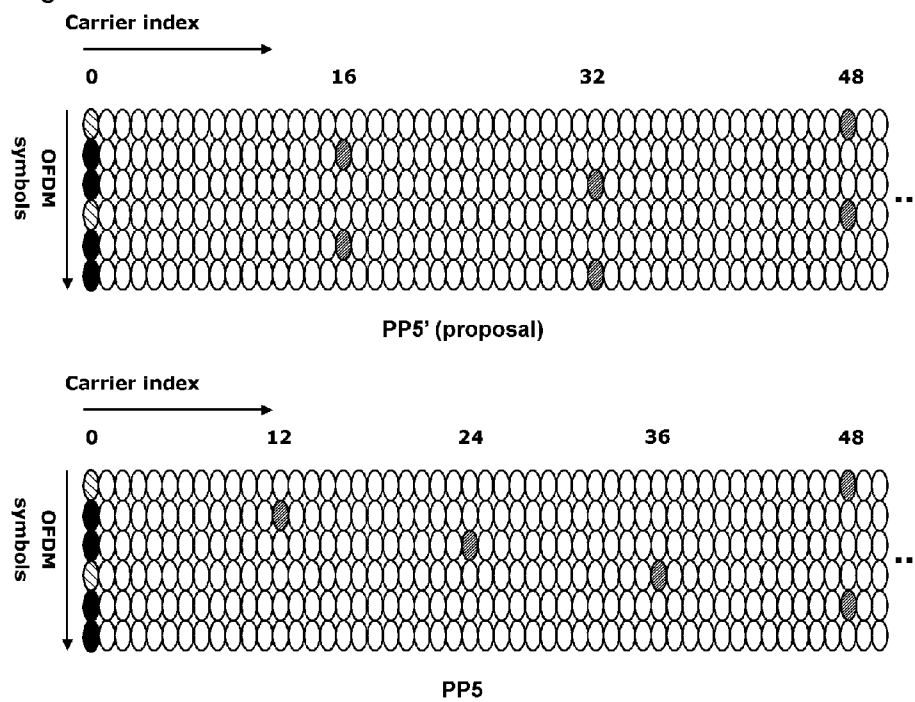 Carrier index
0 16 32 48
OFDM
symbols
..
PP5' (proposal)
Carrier index
0 12 24 36 48
OFDM
symbols
..
PP5